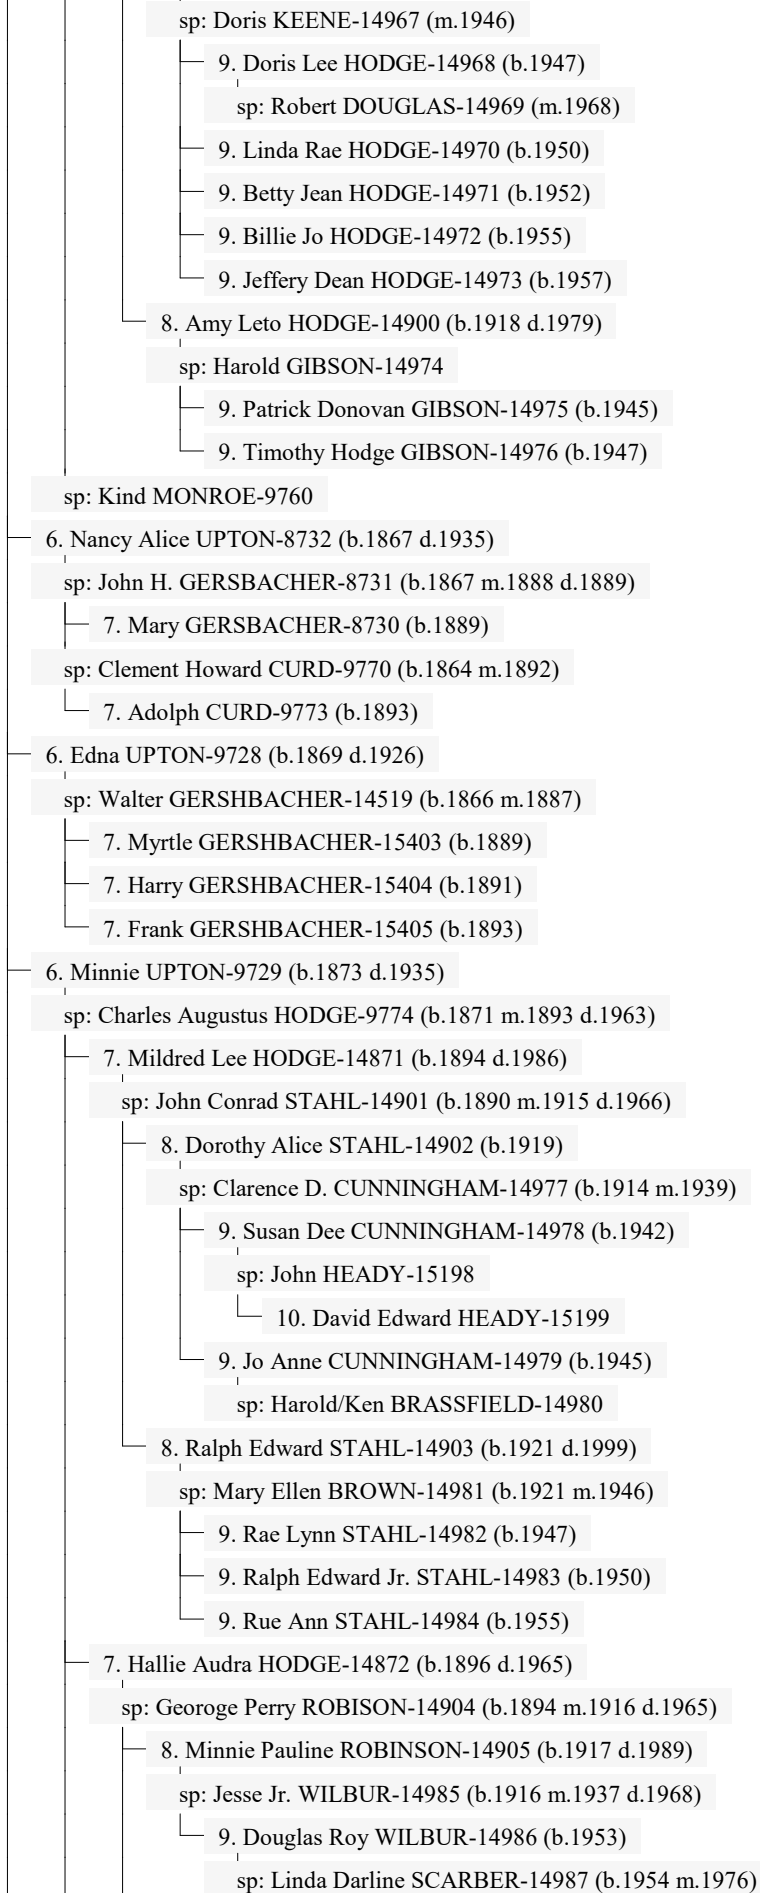 sp: Doris KEENE-14967 (m.1946)
9. Doris Lee HODGE-14968 (b.1947)
sp: Robert DOUGLAS-14969 (m.1968)
9. Linda Rae HODGE-14970 (b.1950)
9. Betty Jean HODGE-14971 (b.1952)
9. Billie Jo HODGE-14972 (b.1955)
9. Jeffery Dean HODGE-14973 (b.1957)
8. Amy Leto HODGE-14900 (b.1918 d.1979)
sp: Harold GIBSON-14974
9. Patrick Donovan GIBSON-14975 (b.1945)
9. Timothy Hodge GIBSON-14976 (b.1947)
sp: Kind MONROE-9760
6. Nancy Alice UPTON-8732 (b.1867 d.1935)
sp: John H. GERSBACHER-8731 (b.1867 m.1888 d.1889)
7. Mary GERSBACHER-8730 (b.1889)
sp: Clement Howard CURD-9770 (b.1864 m.1892)
7. Adolph CURD-9773 (b.1893)
6. Edna UPTON-9728 (b.1869 d.1926)
sp: Walter GERSHBACHER-14519 (b.1866 m.1887)
7. Myrtle GERSHBACHER-15403 (b.1889)
7. Harry GERSHBACHER-15404 (b.1891)
7. Frank GERSHBACHER-15405 (b.1893)
6. Minnie UPTON-9729 (b.1873 d.1935)
sp: Charles Augustus HODGE-9774 (b.1871 m.1893 d.1963)
7. Mildred Lee HODGE-14871 (b.1894 d.1986)
sp: John Conrad STAHL-14901 (b.1890 m.1915 d.1966)
8. Dorothy Alice STAHL-14902 (b.1919)
sp: Clarence D. CUNNINGHAM-14977 (b.1914 m.1939)
9. Susan Dee CUNNINGHAM-14978 (b.1942)
sp: John HEADY-15198
10. David Edward HEADY-15199
9. Jo Anne CUNNINGHAM-14979 (b.1945)
sp: Harold/Ken BRASSFIELD-14980
8. Ralph Edward STAHL-14903 (b.1921 d.1999)
sp: Mary Ellen BROWN-14981 (b.1921 m.1946)
9. Rae Lynn STAHL-14982 (b.1947)
9. Ralph Edward Jr. STAHL-14983 (b.1950)
9. Rue Ann STAHL-14984 (b.1955)
7. Hallie Audra HODGE-14872 (b.1896 d.1965)
sp: Georoge Perry ROBISON-14904 (b.1894 m.1916 d.1965)
8. Minnie Pauline ROBINSON-14905 (b.1917 d.1989)
sp: Jesse Jr. WILBUR-14985 (b.1916 m.1937 d.1968)
9. Douglas Roy WILBUR-14986 (b.1953)
sp: Linda Darline SCARBER-14987 (b.1954 m.1976)